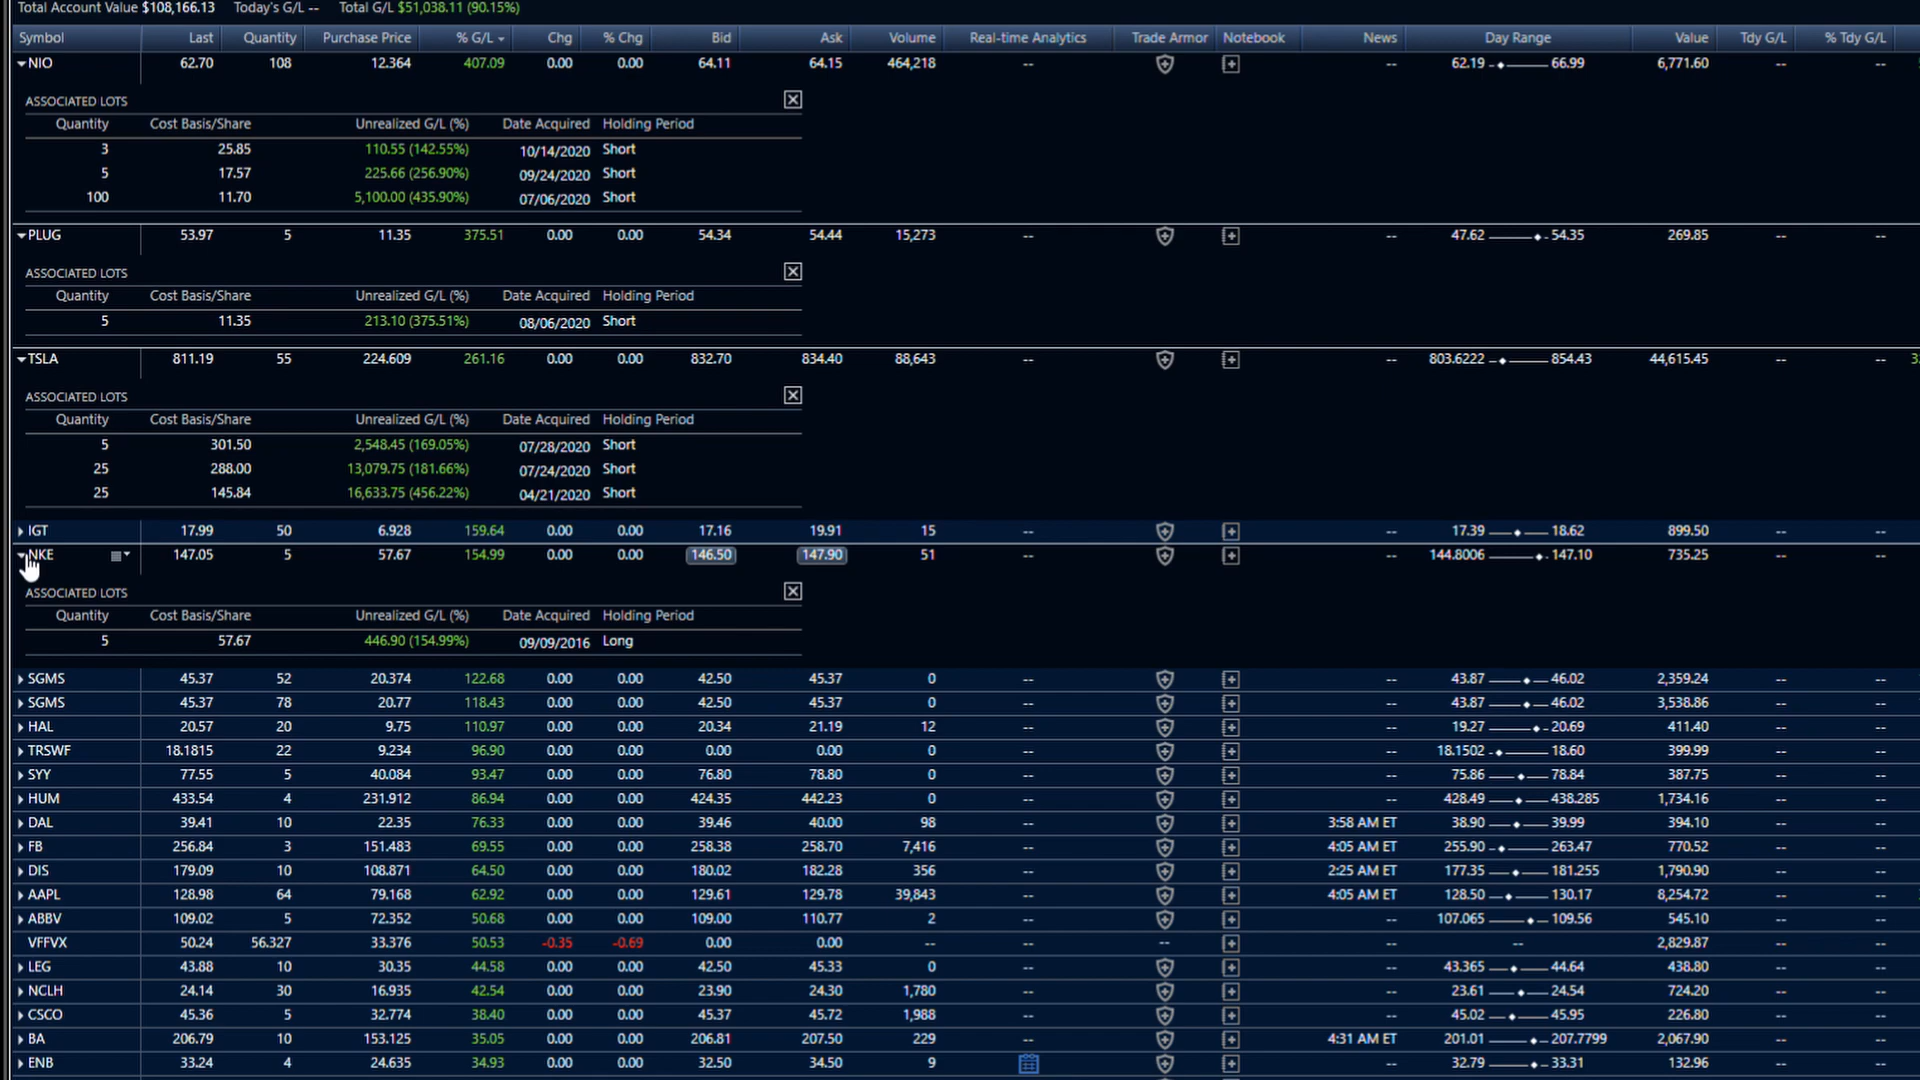 Total Account Value $108,166.13 Today's G/L -- Total G/L $51,038.11 (90.15%)
Symbol Last Quantity Purchase Price % G/L Chg % Chg Bid Ask Volume Real-time Analytics Trade Armor Notebook News Day Range Value Tdy G/L % Tdy G/L
NIO 62.70 108 12.364 407.09 0.00 0.00 64.11 64.15 464,218 -- -- 62.19 66.99 6,771.60 -- --
ASSOCIATED LOTS
Quantity Cost Basis/Share Unrealized G/L (%) Date Acquired Holding Period
3 25.85 110.55 (142.55%) 10/14/2020 Short
5 17.57 225.66 (256.90%) 09/24/2020 Short
100 11.70 5,100.00 (435.90%) 07/06/2020 Short
PLUG 53.97 5 11.35 375.51 0.00 0.00 54.34 54.44 15,273 -- -- 47.62 54.35 269.85 -- --
ASSOCIATED LOTS
Quantity Cost Basis/Share Unrealized G/L (%) Date Acquired Holding Period
5 11.35 213.10 (375.51%) 08/06/2020 Short
TSLA 811.19 55 224.609 261.16 0.00 0.00 832.70 834.40 88,643 -- -- 803.6222 854.43 44,615.45 -- --
ASSOCIATED LOTS
Quantity Cost Basis/Share Unrealized G/L (%) Date Acquired Holding Period
5 301.50 2,548.45 (169.05%) 07/28/2020 Short
25 288.00 13,079.75 (181.66%) 07/24/2020 Short
25 145.84 16,633.75 (456.22%) 04/21/2020 Short
IGT 17.99 50 6.928 159.64 0.00 0.00 17.16 19.91 15 -- -- 17.39 18.62 899.50 -- --
NKE 147.05 5 57.67 154.99 0.00 0.00 146.50 147.90 51 -- -- 144.8006 147.10 735.25 -- --
ASSOCIATED LOTS
Quantity Cost Basis/Share Unrealized G/L (%) Date Acquired Holding Period
5 57.67 446.90 (154.99%) 09/09/2016 Long
SGMS 45.37 52 20.374 122.68 0.00 0.00 42.50 45.37 0 -- -- 43.87 46.02 2,359.24 -- --
SGMS 45.37 78 20.77 118.43 0.00 0.00 42.50 45.37 0 -- -- 43.87 46.02 3,538.86 -- --
HAL 20.57 20 9.75 110.97 0.00 0.00 20.34 21.19 12 -- -- 19.27 20.69 411.40 -- --
TRSWF 18.1815 22 9.234 96.90 0.00 0.00 0.00 0.00 0 -- -- 18.1502 18.60 399.99 -- --
SYY 77.55 5 40.084 93.47 0.00 0.00 76.80 78.80 0 -- -- 75.86 78.84 387.75 -- --
HUM 433.54 4 231.912 86.94 0.00 0.00 424.35 442.23 0 -- -- 428.49 438.285 1,734.16 -- --
DAL 39.41 10 22.35 76.33 0.00 0.00 39.46 40.00 98 -- 3:58 AM ET 38.90 39.99 394.10 -- --
FB 256.84 3 151.483 69.55 0.00 0.00 258.38 258.70 7,416 -- 4:05 AM ET 255.90 263.47 770.52 -- --
DIS 179.09 10 108.871 64.50 0.00 0.00 180.02 182.28 356 -- 2:25 AM ET 177.35 181.255 1,790.90 -- --
AAPL 128.98 64 79.168 62.92 0.00 0.00 129.61 129.78 39,843 -- 4:05 AM ET 128.50 130.17 8,254.72 -- --
ABBV 109.02 5 72.352 50.68 0.00 0.00 109.00 110.77 2 -- -- 107.065 109.56 545.10 -- --
VFFVX 50.24 56.327 33.376 50.53 -0.35 -0.69 0.00 0.00 -- -- -- -- -- 2,829.87 -- --
LEG 43.88 10 30.35 44.58 0.00 0.00 42.50 45.33 0 -- -- 43.365 44.64 438.80 -- --
NCLH 24.14 30 16.935 42.54 0.00 0.00 23.90 24.30 1,780 -- -- 23.61 24.54 724.20 -- --
CSCO 45.36 5 32.774 38.40 0.00 0.00 45.37 45.72 1,988 -- -- 45.02 45.95 226.80 -- --
BA 206.79 10 153.125 35.05 0.00 0.00 206.81 207.50 229 -- 4:31 AM ET 201.01 207.7799 2,067.90 -- --
ENB 33.24 4 24.635 34.93 0.00 0.00 32.50 34.50 9 -- 32.79 33.31 132.96 -- --